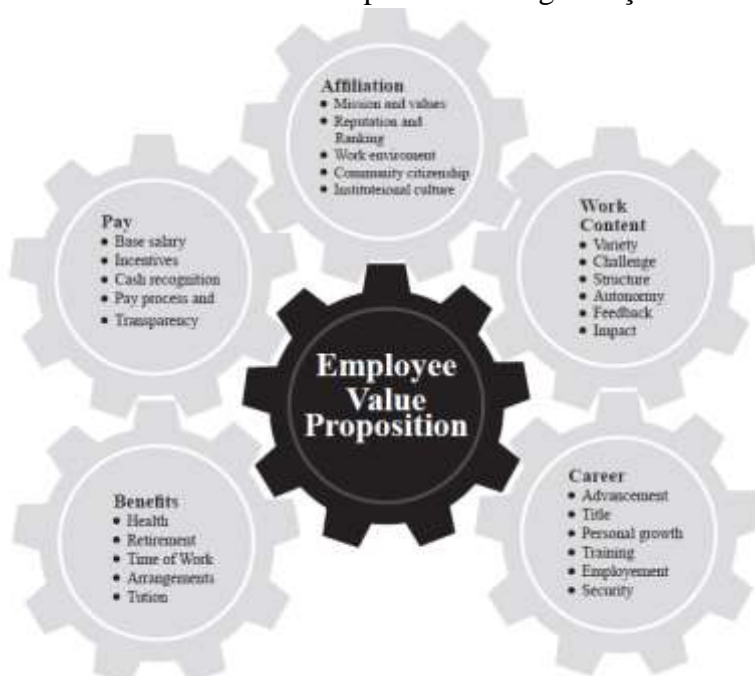 Affiliation
• Mission and values
• Reputation and
Ranking
• Work enviroment
• Community citizenship
• Instituteisional culture
Pay
• Base salary
• Incentives
• Cash recognition
• Pay process and
• Transparency
Work
Content
• Variety
• Challenge
• Structure
• Autonomy
• Feedback
• Impact
Employee
Value
Proposition
Benefits
• Health
• Retirement
• Time of Work
• Arrangements
• Tution
Career
• Advancement
• Title
• Personal growth
• Training
• Employement
• Security